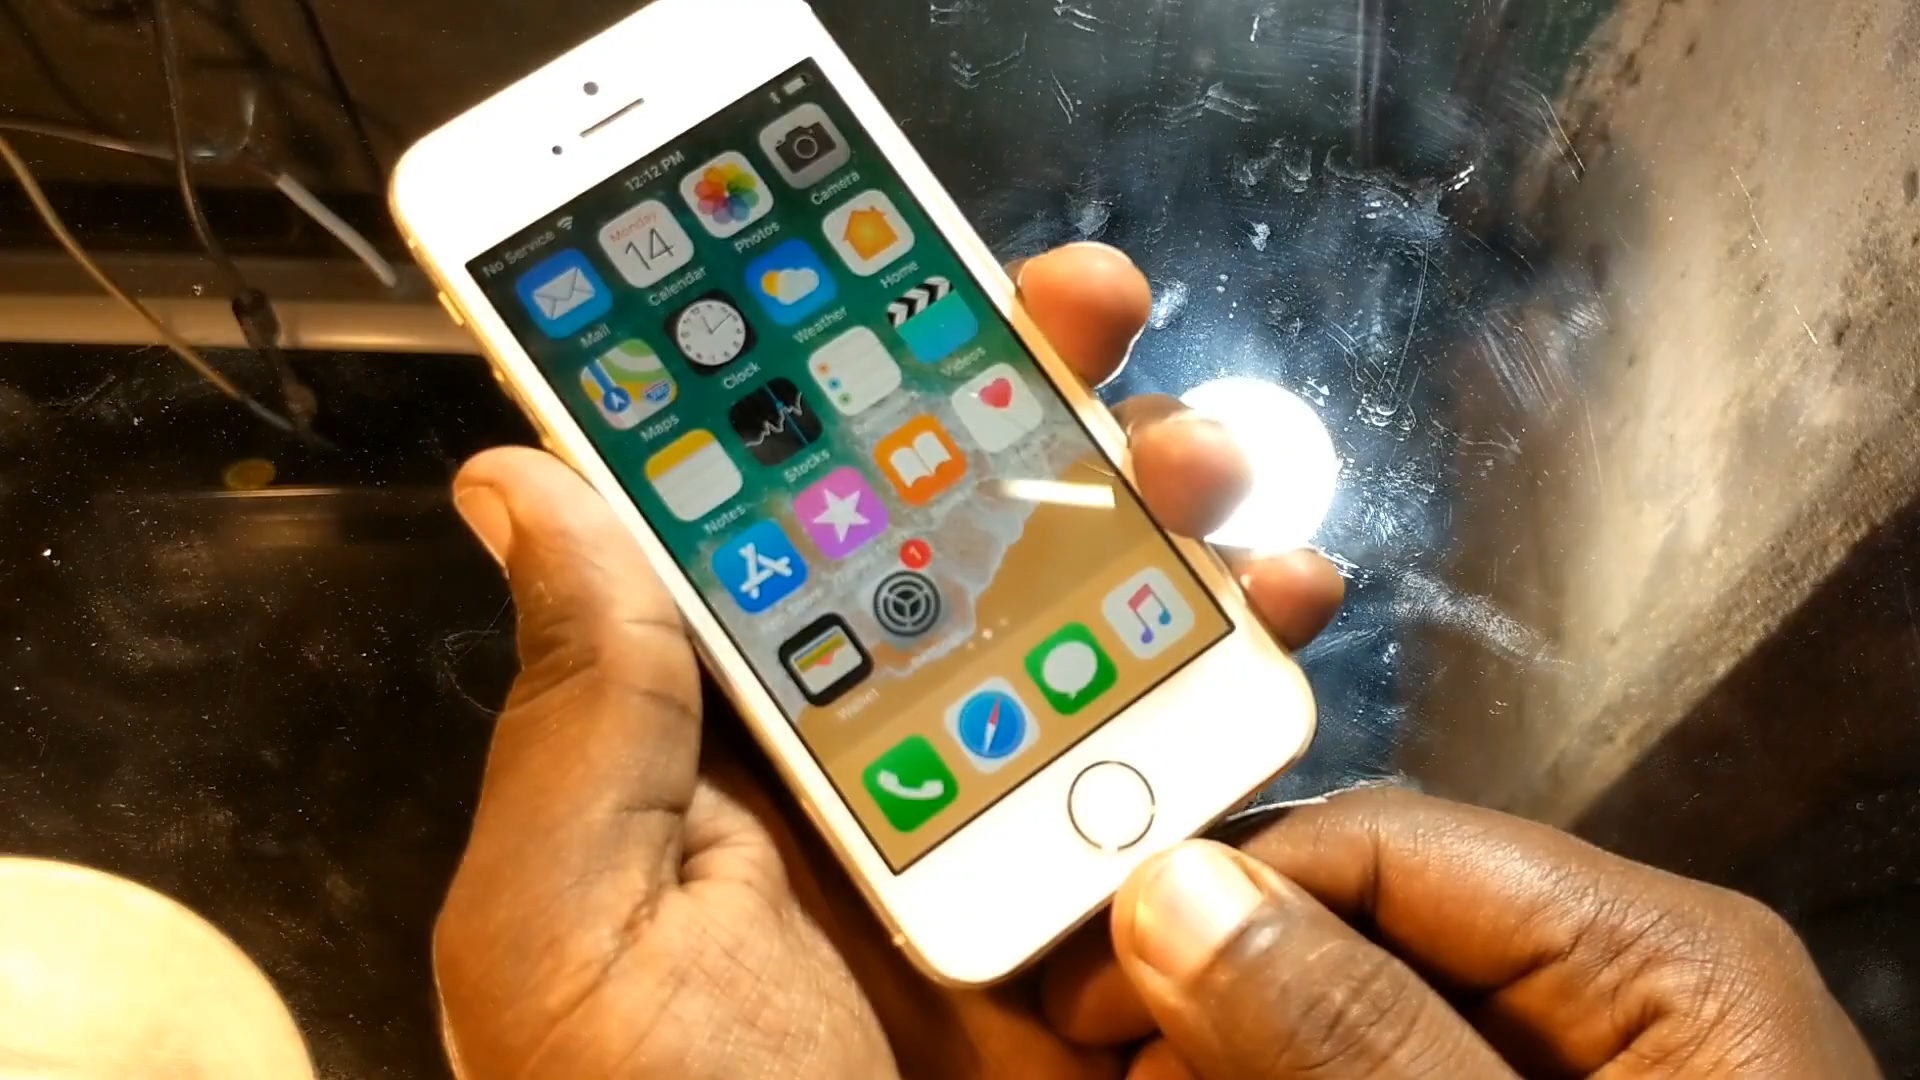 No Service 12:12 PM
Mail
Monday
14
Calendar
Photos
Camera
Maps
Clock
Weather
Home
Notes
Stocks
Videos
1
Wallet